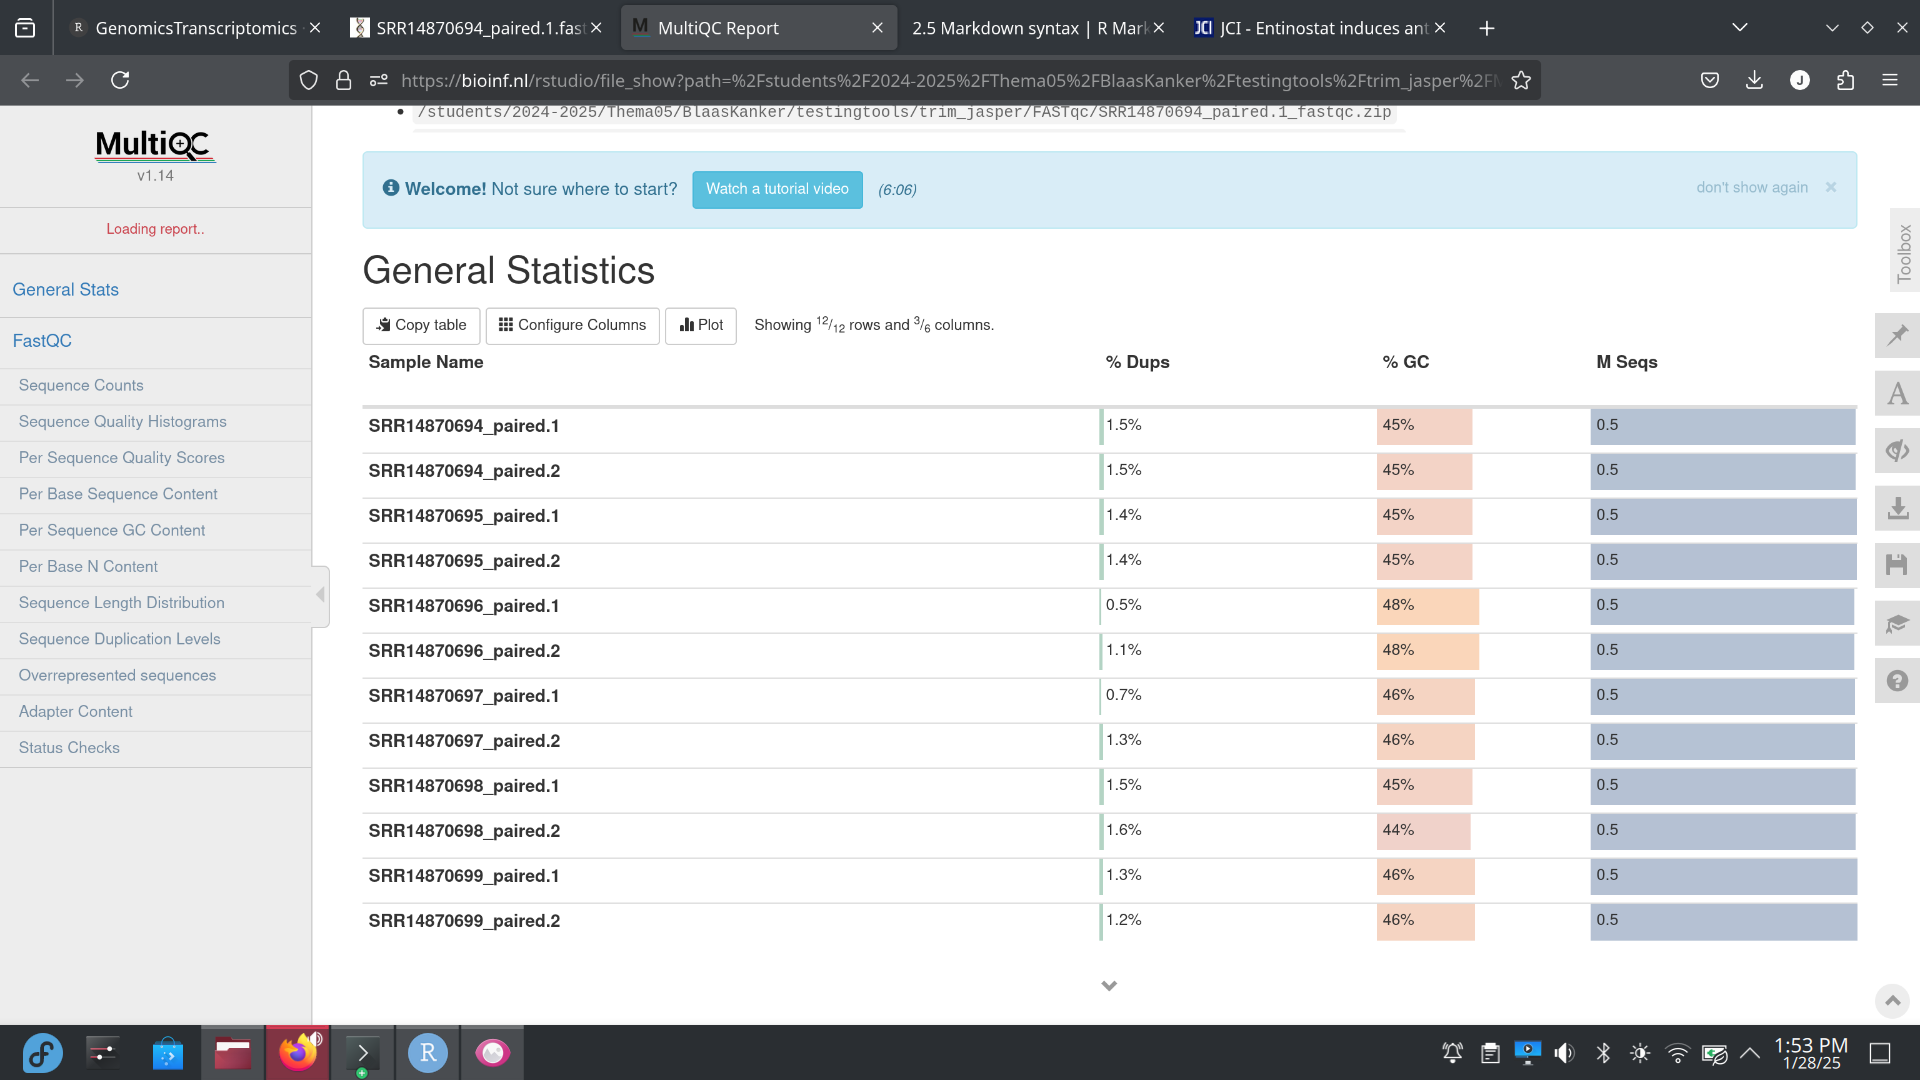 GenomicsTranscriptomics
SRR14870694_paired.1.fast
MultiQC Report
2.5 Markdown syntax | R Mark
JCI - Entinostat induces ant
https://bioinf.nl/rstudio/file_show?path=%2Fstudents%2F2024-2025%2FThema05%2FBlaasKanker%2Ftestingtools%2Ftrim_jasper%2FM
J
/students/2024-2025/Thema05/BlaasKanker/testingtools/trim_jasper/FASTqc/SRR14870694_paired.1_fastqc.zip
MultiQC
v1.14
Loading report..
General Stats
FastQC
Sequence Counts
Sequence Quality Histograms
Per Sequence Quality Scores
Per Base Sequence Content
Per Sequence GC Content
Per Base N Content
Sequence Length Distribution
Sequence Duplication Levels
Overrepresented sequences
Adapter Content
Status Checks
Welcome! Not sure where to start? Watch a tutorial video (6:06) don't show again ×
General Statistics
Copy table Configure Columns Plot Showing 12/12 rows and 3/6 columns.
Sample Name % Dups % GC M Seqs
SRR14870694_paired.1 1.5% 45% 0.5
SRR14870694_paired.2 1.5% 45% 0.5
SRR14870695_paired.1 1.4% 45% 0.5
SRR14870695_paired.2 1.4% 45% 0.5
SRR14870696_paired.1 0.5% 48% 0.5
SRR14870696_paired.2 1.1% 48% 0.5
SRR14870697_paired.1 0.7% 46% 0.5
SRR14870697_paired.2 1.3% 46% 0.5
SRR14870698_paired.1 1.5% 45% 0.5
SRR14870698_paired.2 1.6% 44% 0.5
SRR14870699_paired.1 1.3% 46% 0.5
SRR14870699_paired.2 1.2% 46% 0.5
Toolbox
A
R
1:53 PM
1/28/25